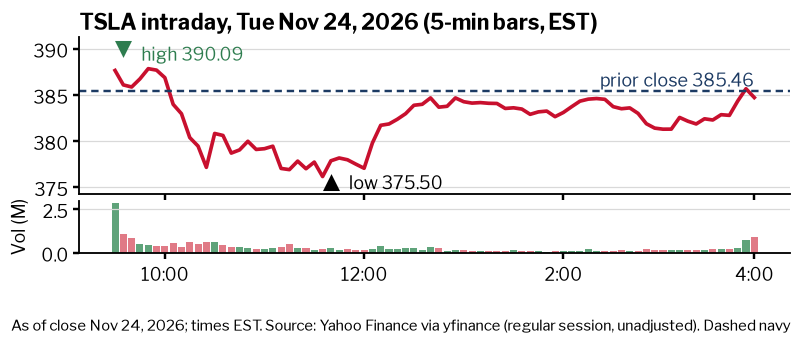 TSLA intraday, Tue Nov 24, 2026 (5-min bars, EST)
390
high 390.09
prior close 385.46
385
380
375
low 375.50
Vol (M)
2.5
0.0
10:00 12:00 2:00 4:00
As of close Nov 24, 2026; times EST. Source: Yahoo Finance via yfinance (regular session, unadjusted). Dashed navy